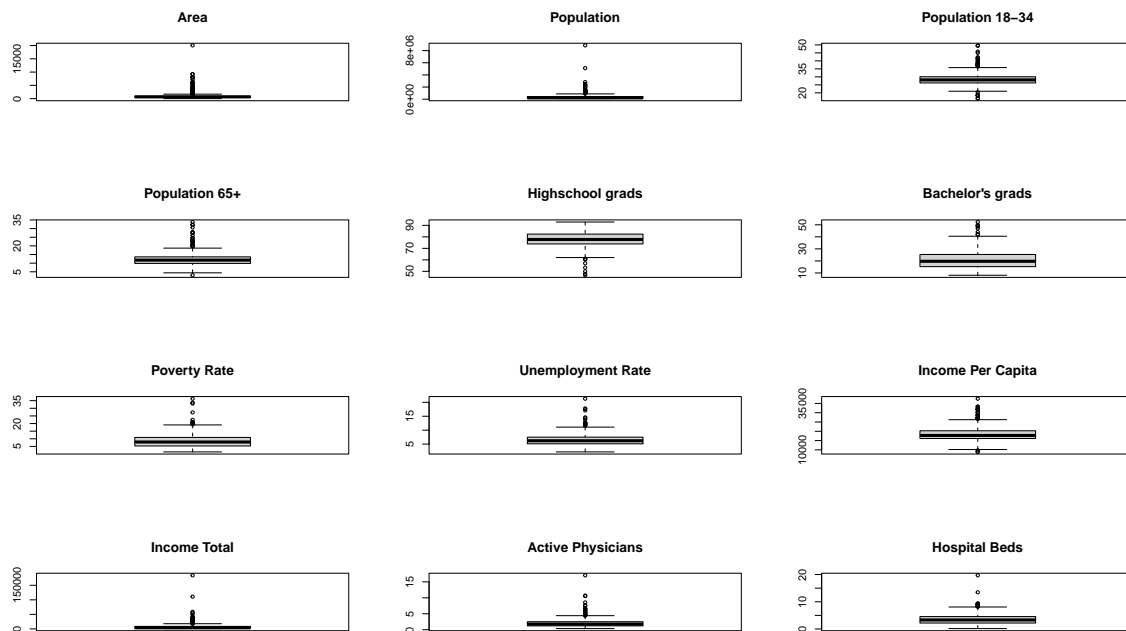 Area
Population
Population 18–34
0
15000
0 e+00
8 e+06
20
35
50
Population 65+
Highschool grads
Bachelor's grads
5
20
35
50
70
90
10
30
50
Poverty Rate
Unemployment Rate
Income Per Capita
5
20
35
5
15
10000
35000
Income Total
Active Physicians
Hospital Beds
0
150000
0
5
15
0
10
20